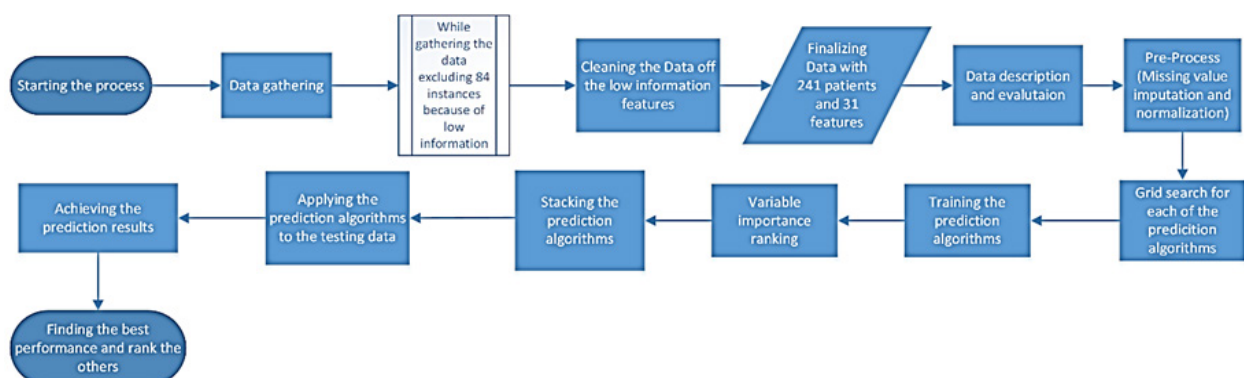 Starting the process
Data gathering
While
gathering the
data
excluding 84
instances
because of
low
information
Cleaning the Data off
the low information
features
Finalizing
Data with
241 patients
and 31
features
Data description
and evalutaion
Pre-Process
(Missing value
imputation and
normalization)
Grid search for
each of the
predicition
algorithms
Training the
prediction
algorithms
Variable
importance
ranking
Stacking the
prediction
algorithms
Applying the
prediction algorithms
to the testing data
Achieving the
prediction results
Finding the best
performance and rank the
others